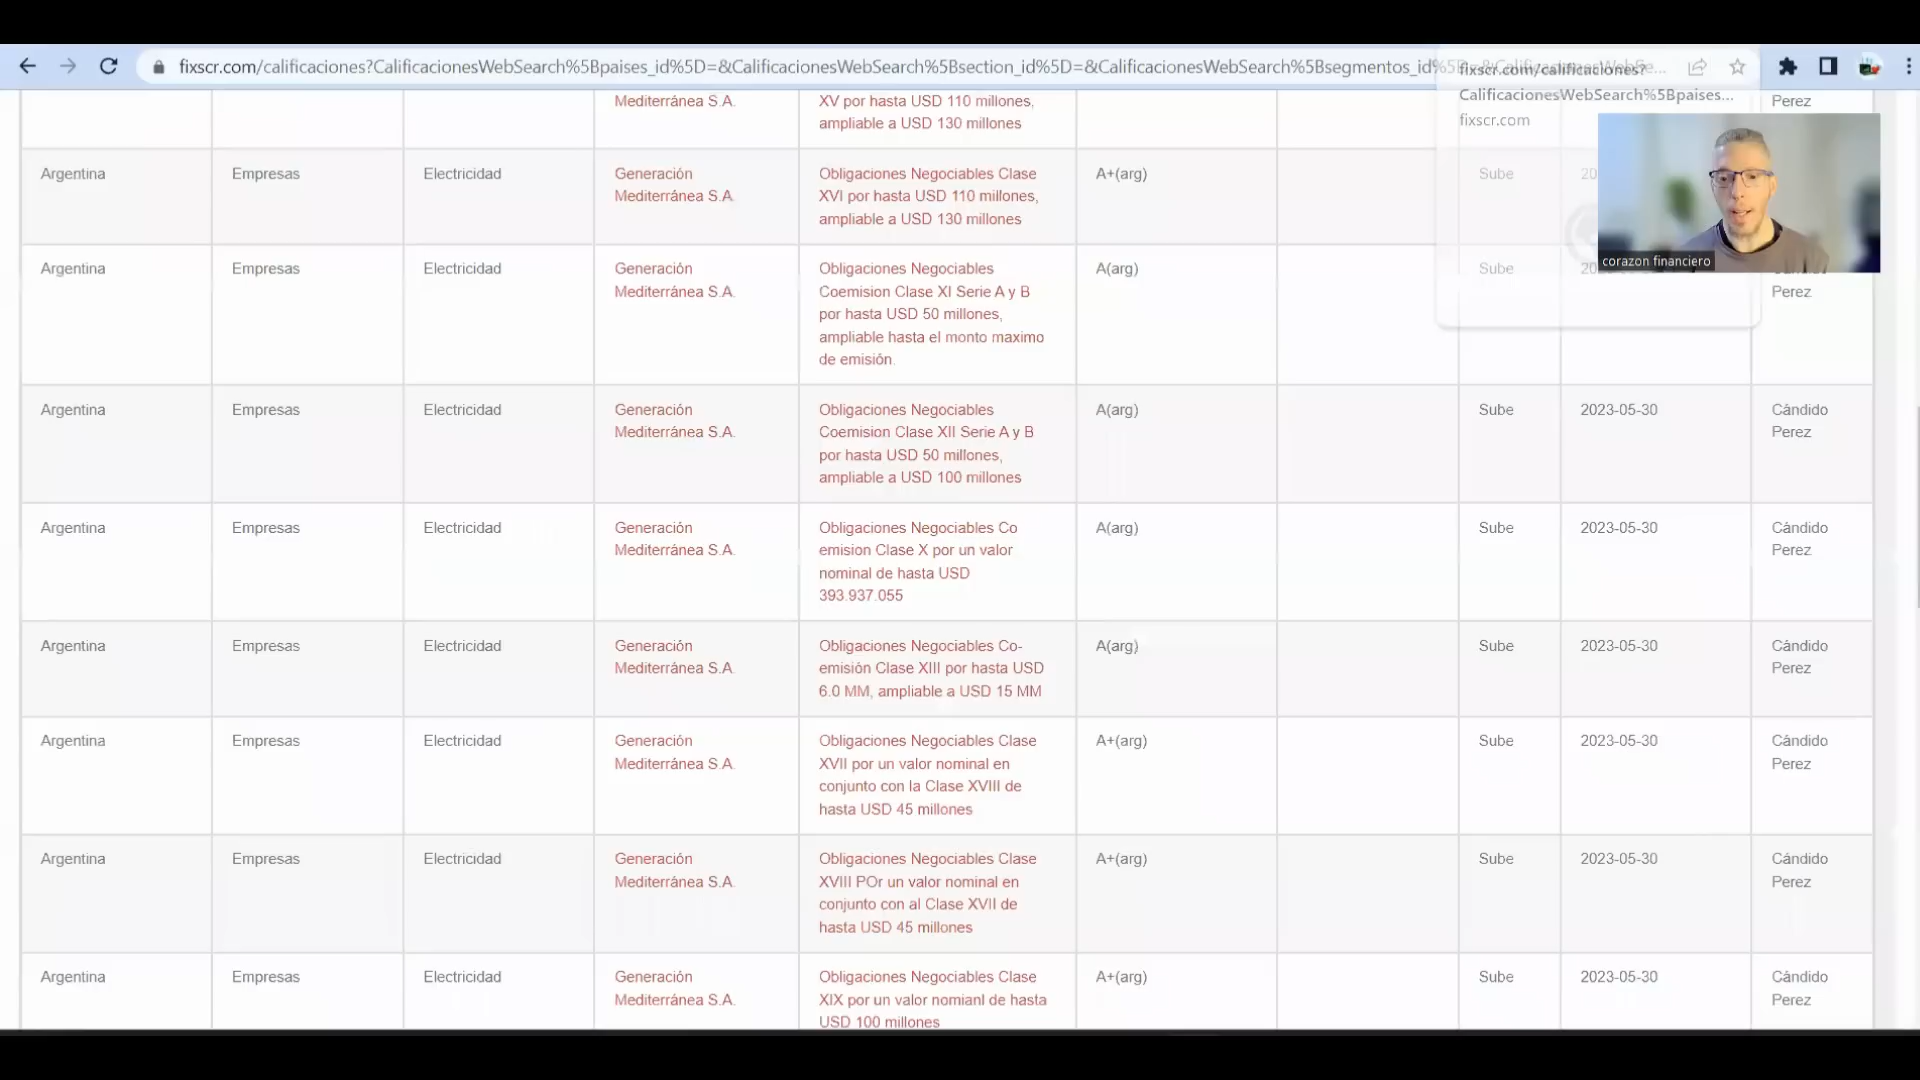 fixscr.com/calificaciones?CalificacionesWebSearch%5Bpaises_id%5D=&CalificacionesWebSearch%5Bsection_id%5D=&CalificacionesWebSearch%5Bsegmentos_id%5D=
fixscr.com/calificaciones?
CalificacionesWebSearch%5Bpaises...
fixscr.com
Mediterránea S.A.
XV por hasta USD 110 millones,
ampliable a USD 130 millones
Perez
Argentina
Empresas
Electricidad
Generación
Mediterránea S.A.
Obligaciones Negociables Clase
XVI por hasta USD 110 millones,
ampliable a USD 130 millones
A+(arg)
Sube
20
corazon financiero
Argentina
Empresas
Electricidad
Generación
Mediterránea S.A.
Obligaciones Negociables
Coemision Clase XI Serie A y B
por hasta USD 50 millones,
ampliable hasta el monto maximo
de emisión.
A(arg)
Sube
20
Perez
Argentina
Empresas
Electricidad
Generación
Mediterránea S.A.
Obligaciones Negociables
Coemision Clase XII Serie A y B
por hasta USD 50 millones,
ampliable a USD 100 millones
A(arg)
Sube
2023-05-30
Cándido
Perez
Argentina
Empresas
Electricidad
Generación
Mediterránea S.A.
Obligaciones Negociables Co
emision Clase X por un valor
nominal de hasta USD
393.937.055
A(arg)
Sube
2023-05-30
Cándido
Perez
Argentina
Empresas
Electricidad
Generación
Mediterránea S.A.
Obligaciones Negociables Co-
emisión Clase XIII por hasta USD
6.0 MM, ampliable a USD 15 MM
A(arg)
Sube
2023-05-30
Cándido
Perez
Argentina
Empresas
Electricidad
Generación
Mediterránea S.A.
Obligaciones Negociables Clase
XVII por un valor nominal en
conjunto con la Clase XVIII de
hasta USD 45 millones
A+(arg)
Sube
2023-05-30
Cándido
Perez
Argentina
Empresas
Electricidad
Generación
Mediterránea S.A.
Obligaciones Negociables Clase
XVIII POr un valor nominal en
conjunto con al Clase XVII de
hasta USD 45 millones
A+(arg)
Sube
2023-05-30
Cándido
Perez
Argentina
Empresas
Electricidad
Generación
Mediterránea S.A.
Obligaciones Negociables Clase
XIX por un valor nomianl de hasta
USD 100 millones
A+(arg)
Sube
2023-05-30
Cándido
Perez